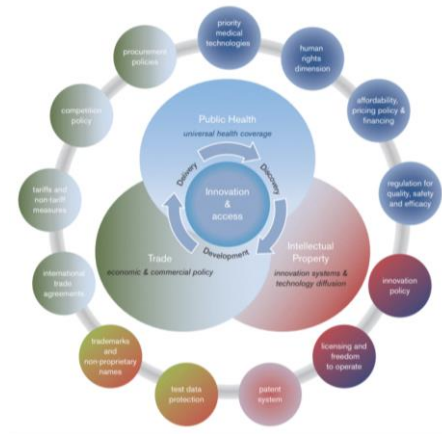 priority
medical
technologies
human
rights
dimension
affordability,
pricing policy &
financing
regulation for
quality, safety
and efficacy
innovation
policy
licensing and
freedom
to operate
patent
system
test data
protection
trademarks
and
non-proprietary
names
international
trade
agreements
tariffs and
non-tariff
measures
competition
policy
procurement
policies
Public Health
universal health coverage
Delivery
Discovery
Development
Innovation
&
access
Trade
economic & commercial policy
Intellectual
Property
innovation systems &
technology diffusion